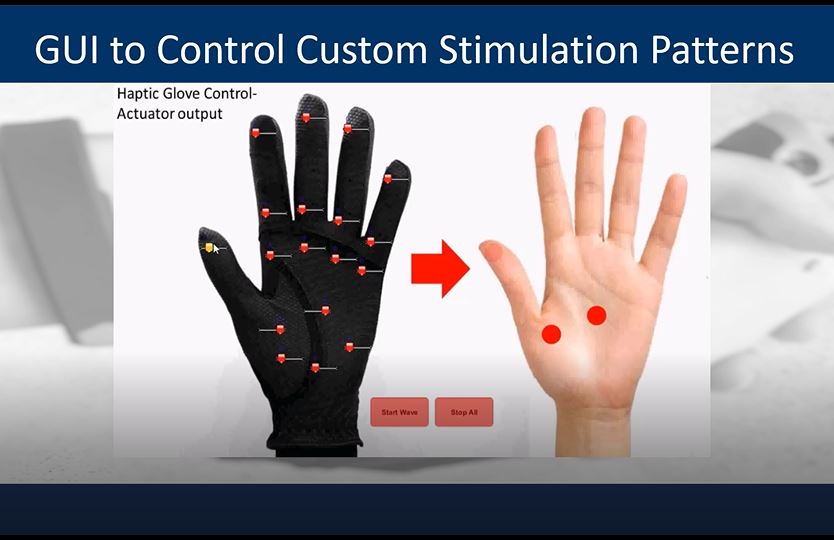 GUI to Control Custom Stimulation Patterns
Haptic Glove Control-
Actuator output
Start Wave
Stop All